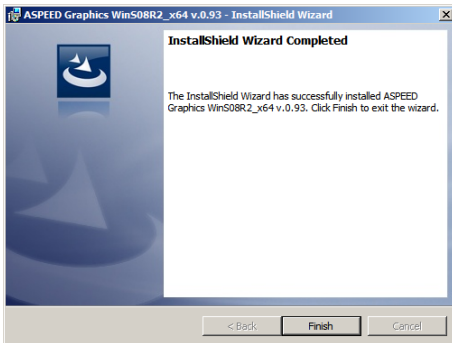 ASPEED Graphics WinS08R2_x64 v.0.93 - InstallShield Wizard
InstallShield Wizard Completed
The InstallShield Wizard has successfully installed ASPEED
Graphics WinS08R2_x64 v.0.93. Click Finish to exit the wizard.
< Back
Finish
Cancel